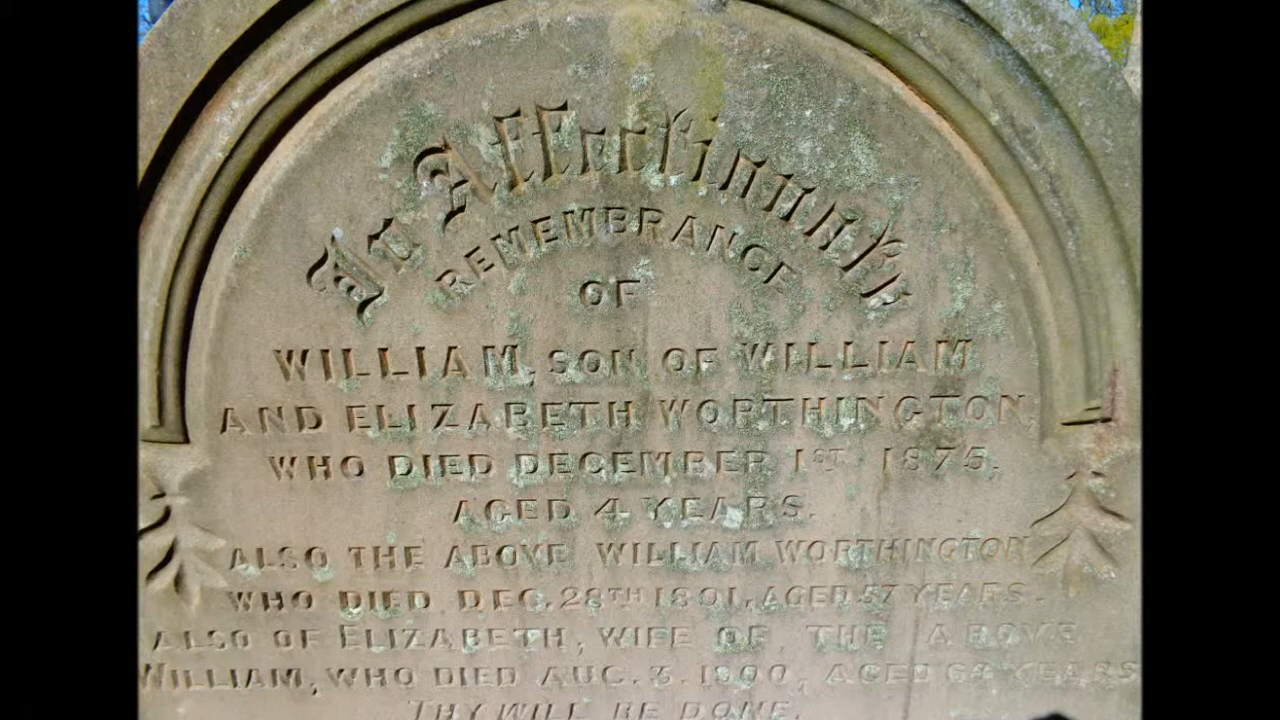 In Affectionate
REMEMBRANCE
OF
WILLIAM, SON OF WILLIAM
AND ELIZABETH WORTHINGTON,
WHO DIED DECEMBER 1ST 1875,
AGED 4 YEARS.
ALSO THE ABOVE WILLIAM WORTHINGTON
WHO DIED DEC. 28TH 1891, AGED 57 YEARS.
ALSO OF ELIZABETH, WIFE OF THE ABOVE
WILLIAM, WHO DIED AUG. 3. 1900, AGED 64 YEARS
THY WILL BE DONE.